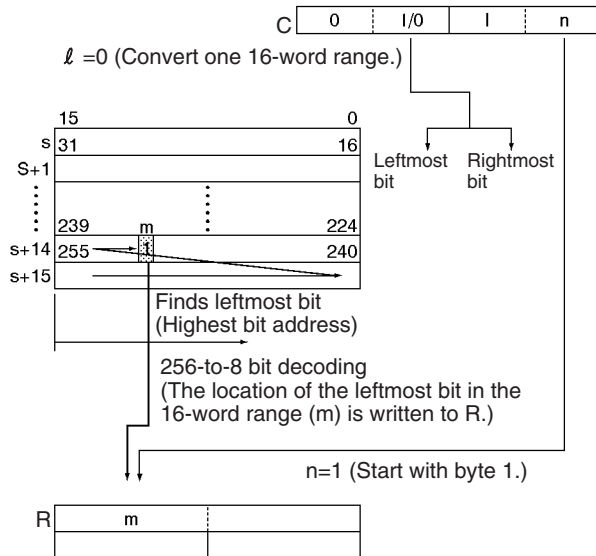 C 0 I/0 l n
ℓ =0 (Convert one 16-word range.)
15 0
s 31 16
S+1
Leftmost bit
Rightmost bit
239 m 224
s+14 255 1 240
s+15
Finds leftmost bit
(Highest bit address)
256-to-8 bit decoding
(The location of the leftmost bit in the
16-word range (m) is written to R.)
n=1 (Start with byte 1.)
R m